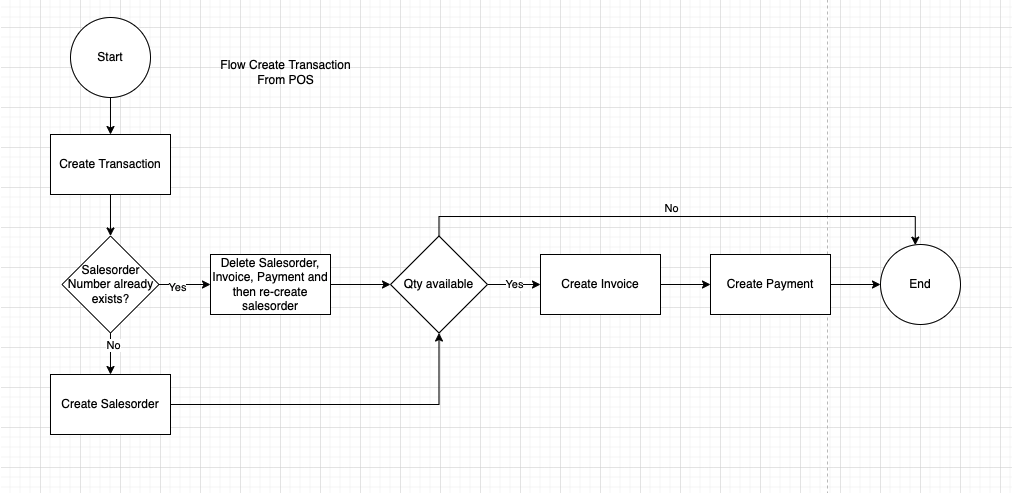 Start
Flow Create Transaction
From POS
Create Transaction
Salesorder
Number already
exists?
Yes
Delete Salesorder,
Invoice, Payment and
then re-create
salesorder
Qty available
No
Yes
Create Invoice
Create Payment
End
No
Create Salesorder